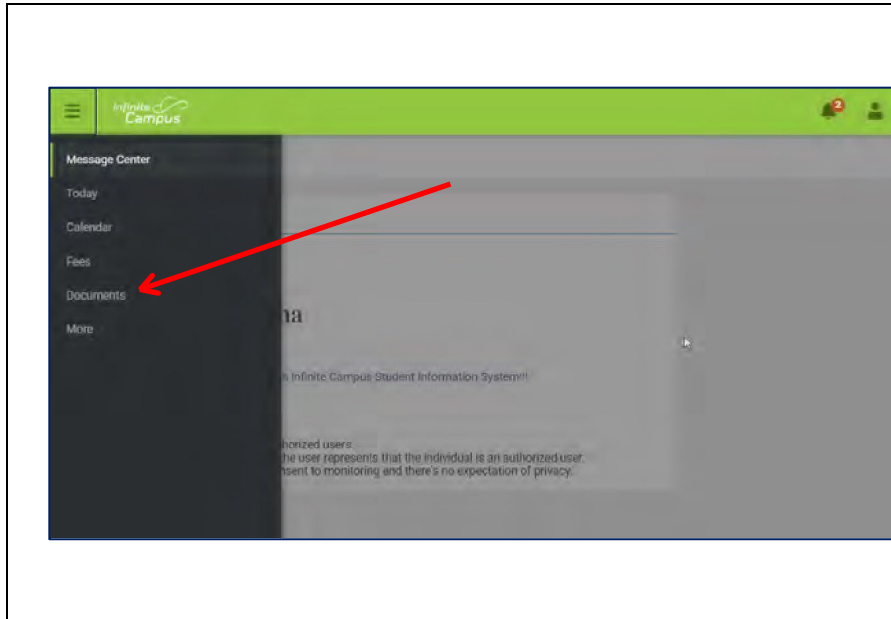 Infinite
Campus
2
Message Center
Today
Calendar
Fees
Documents
More
na
s Infinite Campus Student Information System!!!
horized users.
he user represents that the individual is an authorized user.
nsent to monitoring and there's no expectation of privacy.